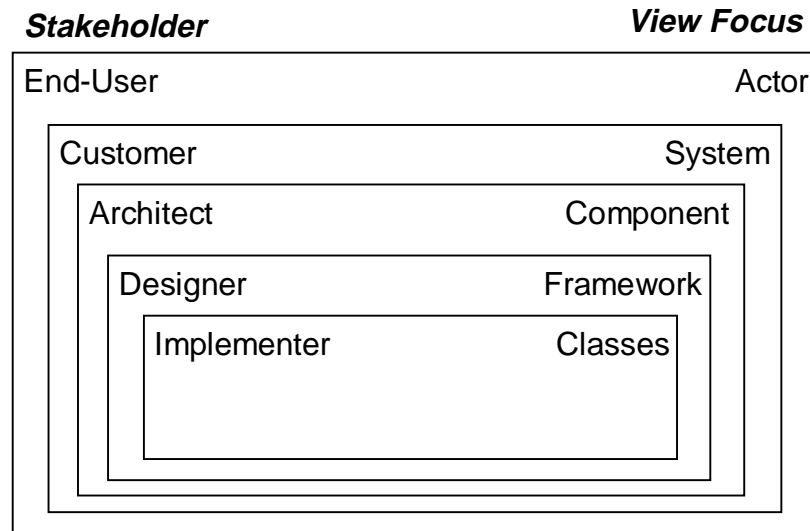 Stakeholder View Focus
End-User Actor
Customer System
Architect Component
Designer Framework
Implementer Classes